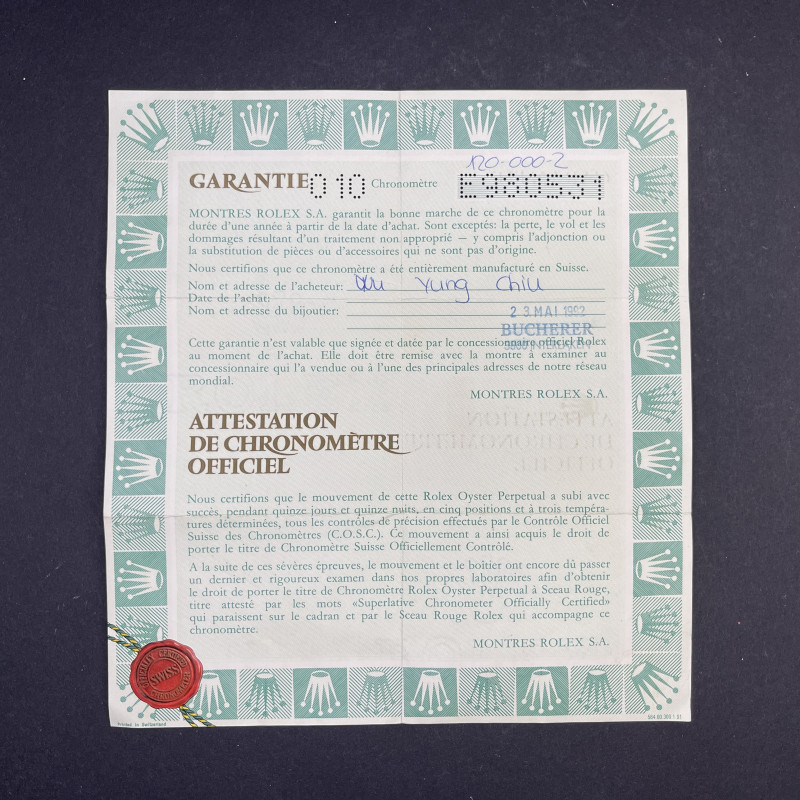 120-000-2
GARANTIE 010 Chronomètre E980531
MONTRES ROLEX S.A. garantit la bonne marche de ce chronomètre pour la
durée d'une année à partir de la date d'achat. Sont exceptés: la perte, le vol et les
dommages résultant d'un traitement non approprié – y compris l'adjonction ou
la substitution de pièces ou d'accessoires qui ne sont pas d'origine.
Nous certifions que ce chronomètre a été entièrement manufacturé en Suisse.
Nom et adresse de l'acheteur: Yung Chiu
Date de l'achat:
Nom et adresse du bijoutier:
23. MAI 1992
BUCHERER
INTERLAKEN
Cette garantie n'est valable que signée et datée par le concessionnaire officiel Rolex
au moment de l'achat. Elle doit être remise avec la montre à examiner au
concessionnaire qui l'a vendue ou à l'une des principales adresses de notre réseau
mondial.
MONTRES ROLEX S.A.
ATTESTATION
DE CHRONOMÈTRE
OFFICIEL
Nous certifions que le mouvement de cette Rolex Oyster Perpetual a subi avec
succès, pendant quinze jours et quinze nuits, en cinq positions et à trois tempéra-
tures déterminées, tous les contrôles de précision effectués par le Contrôle Officiel
Suisse des Chronomètres (C.O.S.C.). Ce mouvement a ainsi acquis le droit de
porter le titre de Chronomètre Suisse Officiellement Contrôlé.
A la suite de ces sévères épreuves, le mouvement et le boîtier ont encore dû passer
un dernier et rigoureux examen dans nos propres laboratoires afin d'obtenir
le droit de porter le titre de Chronomètre Rolex Oyster Perpetual à Sceau Rouge,
titre attesté par les mots «Superlative Chronometer Officially Certified»
qui paraissent sur le cadran et par le Sceau Rouge Rolex qui accompagne ce
chronomètre.
MONTRES ROLEX S.A.
SWISS
Printed in Switzerland